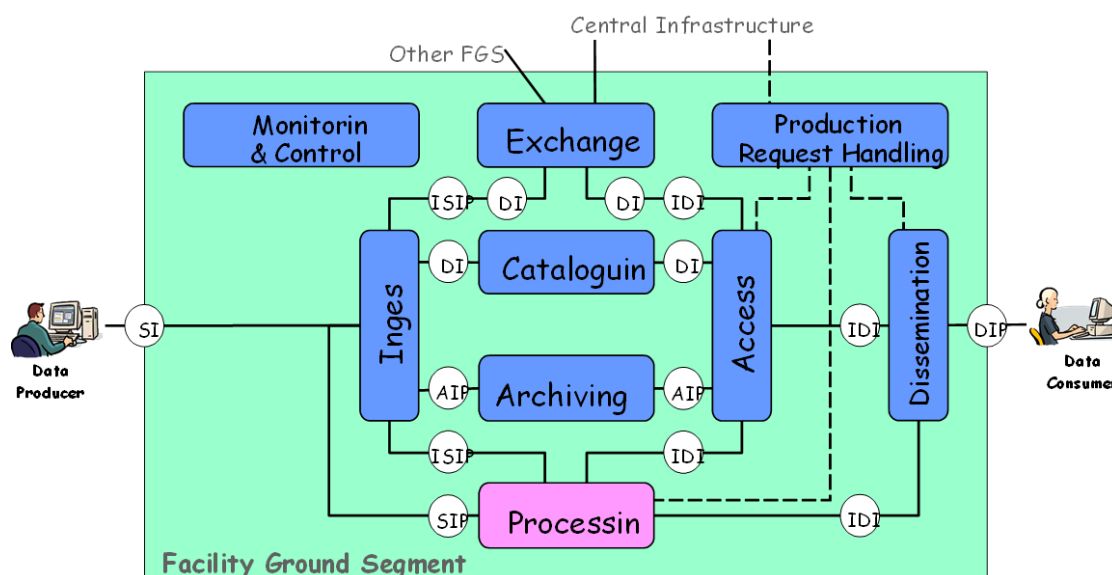 Central Infrastructure
Other FGS
Monitorin
& Control
Exchange
Production
Request Handling
ISIP
DI
DI
IDI
DI
Cataloguin
DI
Inges
Access
Dissemination
SI
IDI
DIP
Data
Producer
Data
Consumer
AIP
Archiving
AIP
ISIP
IDI
SIP
Processin
IDI
Facility Ground Segment